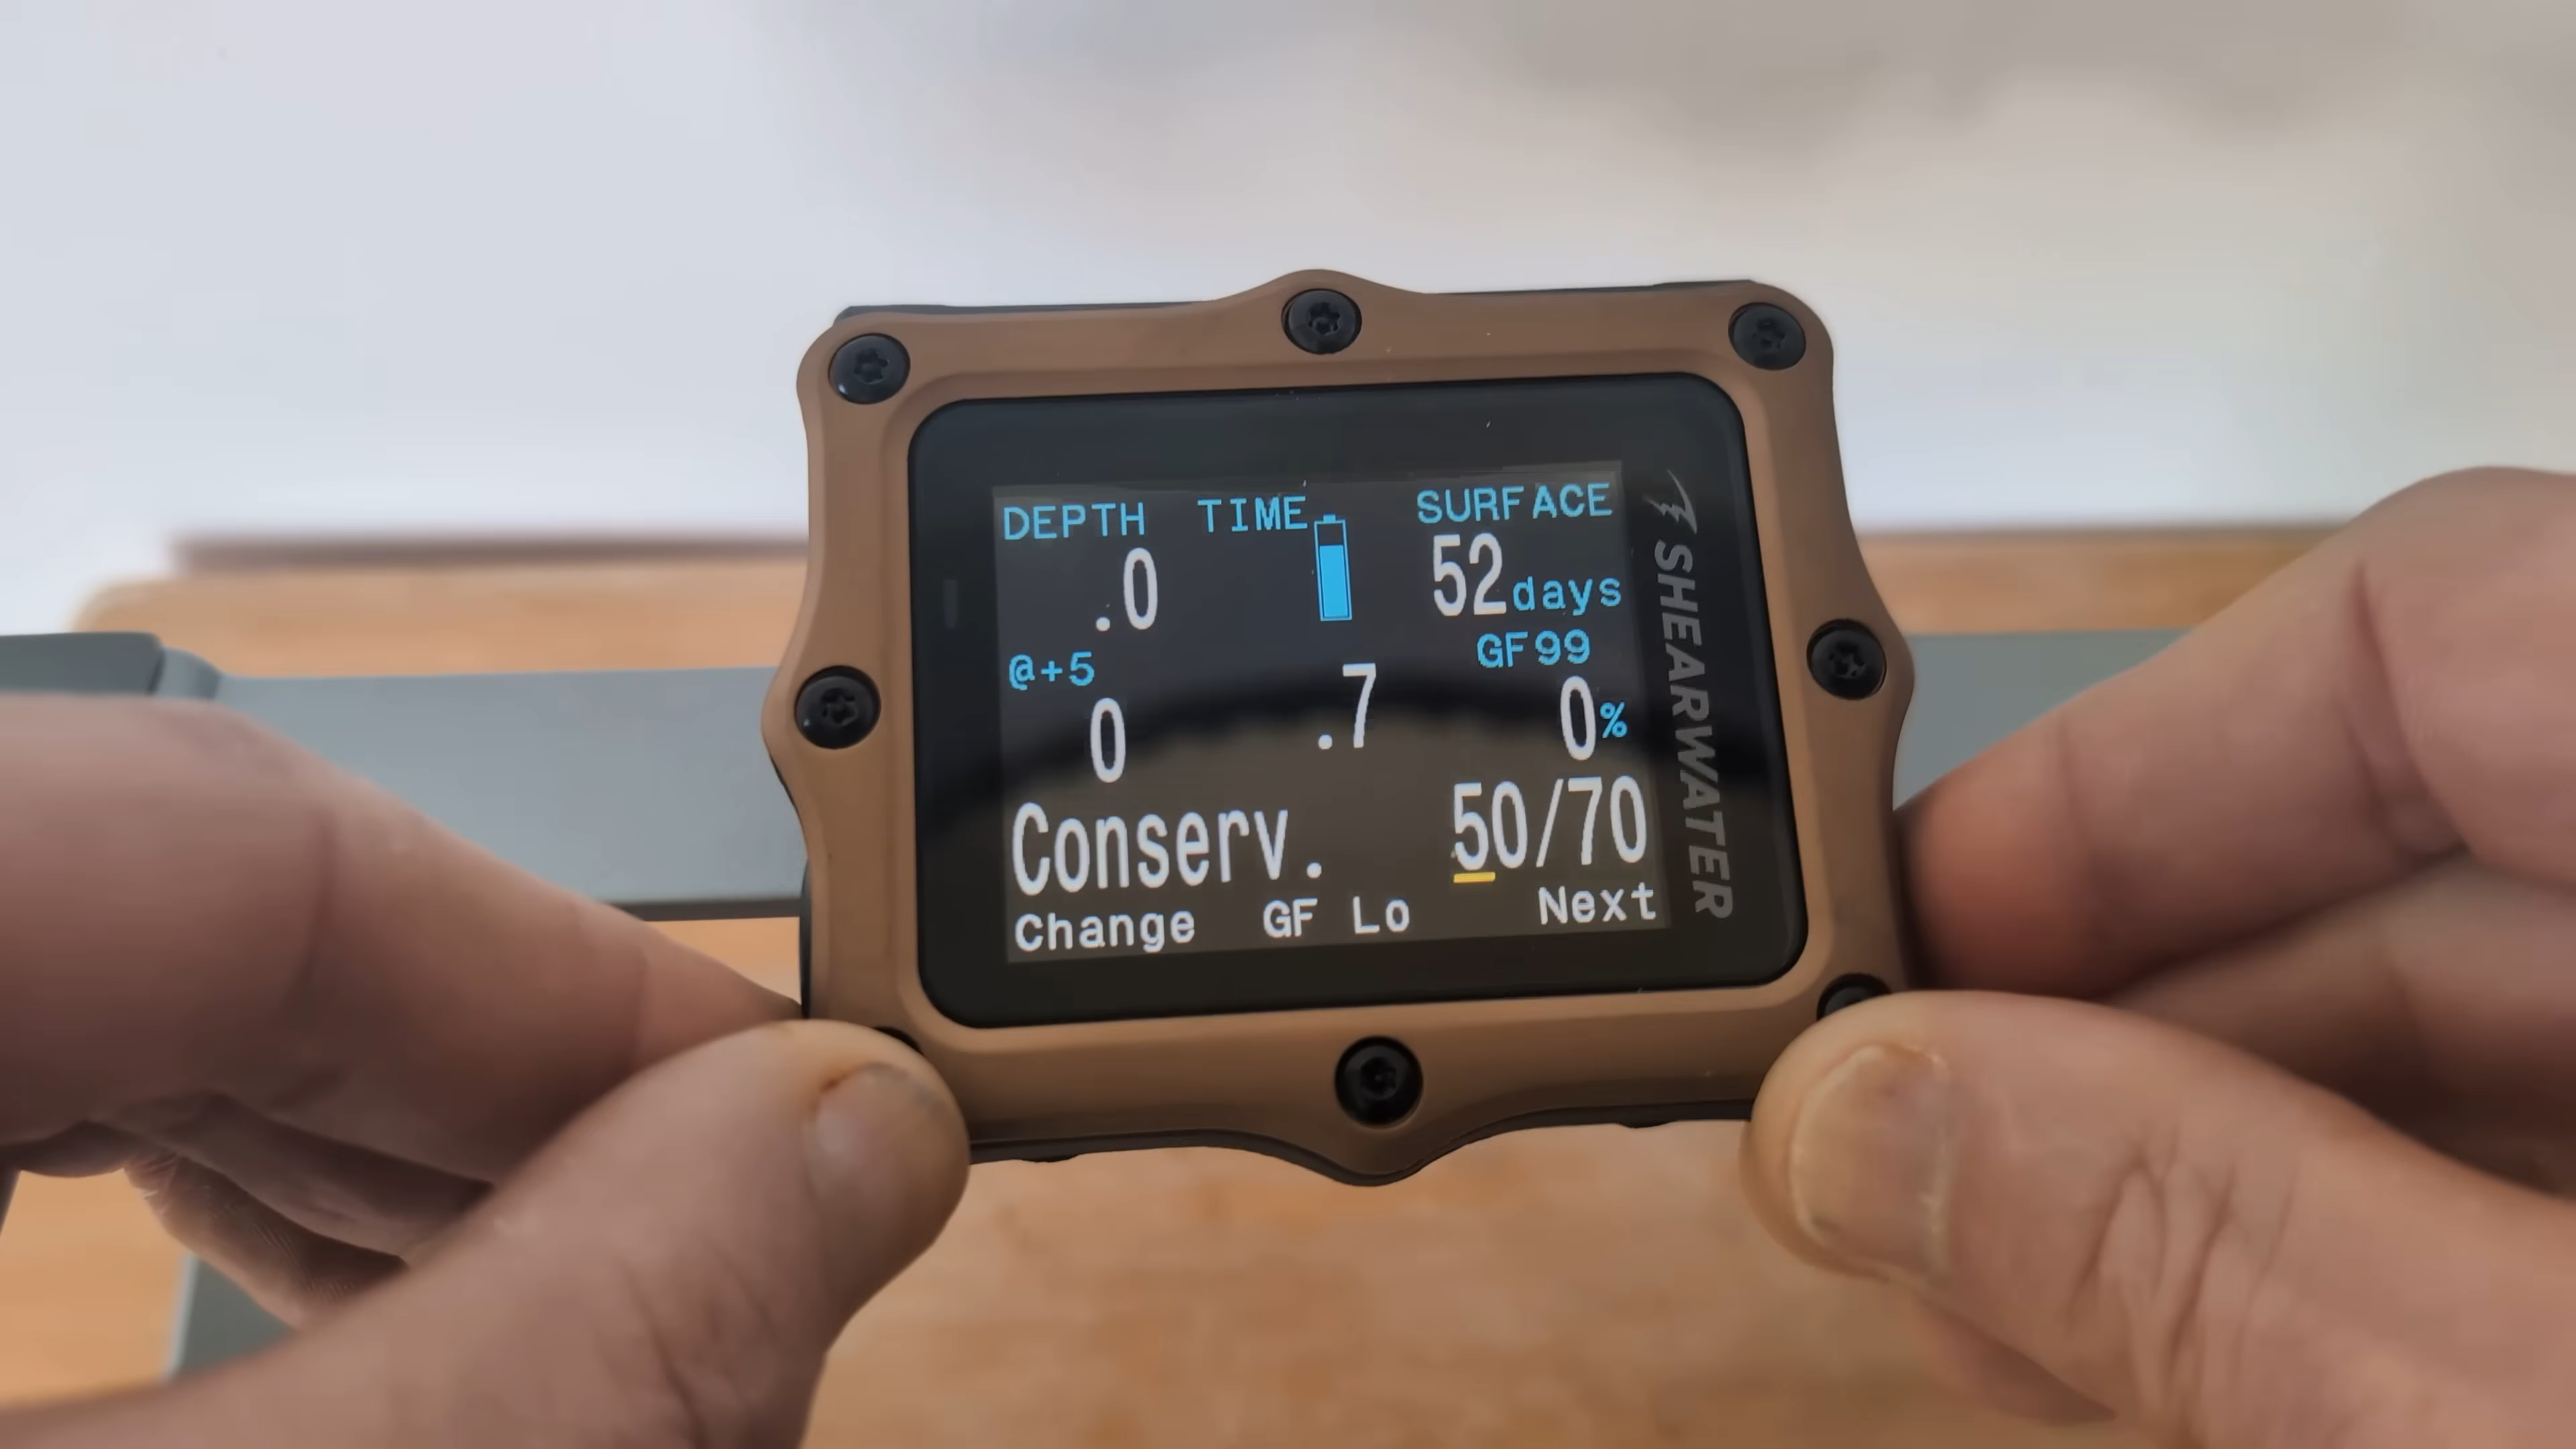 DEPTH TIME SURFACE
.0 52days
@+5 GF99
0 .7 0%
Conserv. 50/70
Change GF Lo Next
SHEARWATER